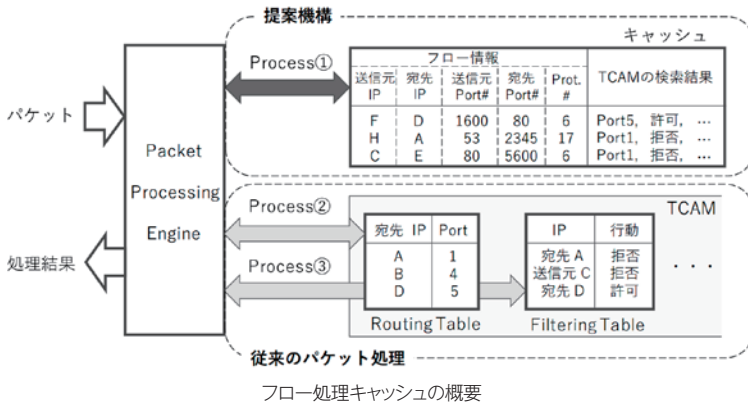 提案機構
キャッシュ
Process①
フロー情報
TCAMの検索結果
送信元 IP
宛先 IP
送信元 Port#
宛先 Port#
Prot. #
F D 1600 80 6 Port5, 許可, …
H A 53 2345 17 Port1, 拒否, …
C E 80 5600 6 Port1, 拒否, …
パケット
Packet
Processing
Engine
処理結果
Process②
TCAM
宛先 IP Port
A 1
B 4
D 5
Routing Table
IP 行動
宛先 A 拒否
送信元 C 拒否
宛先 D 許可
Filtering Table
・・・
Process③
従来のパケット処理
フロー処理キャッシュの概要